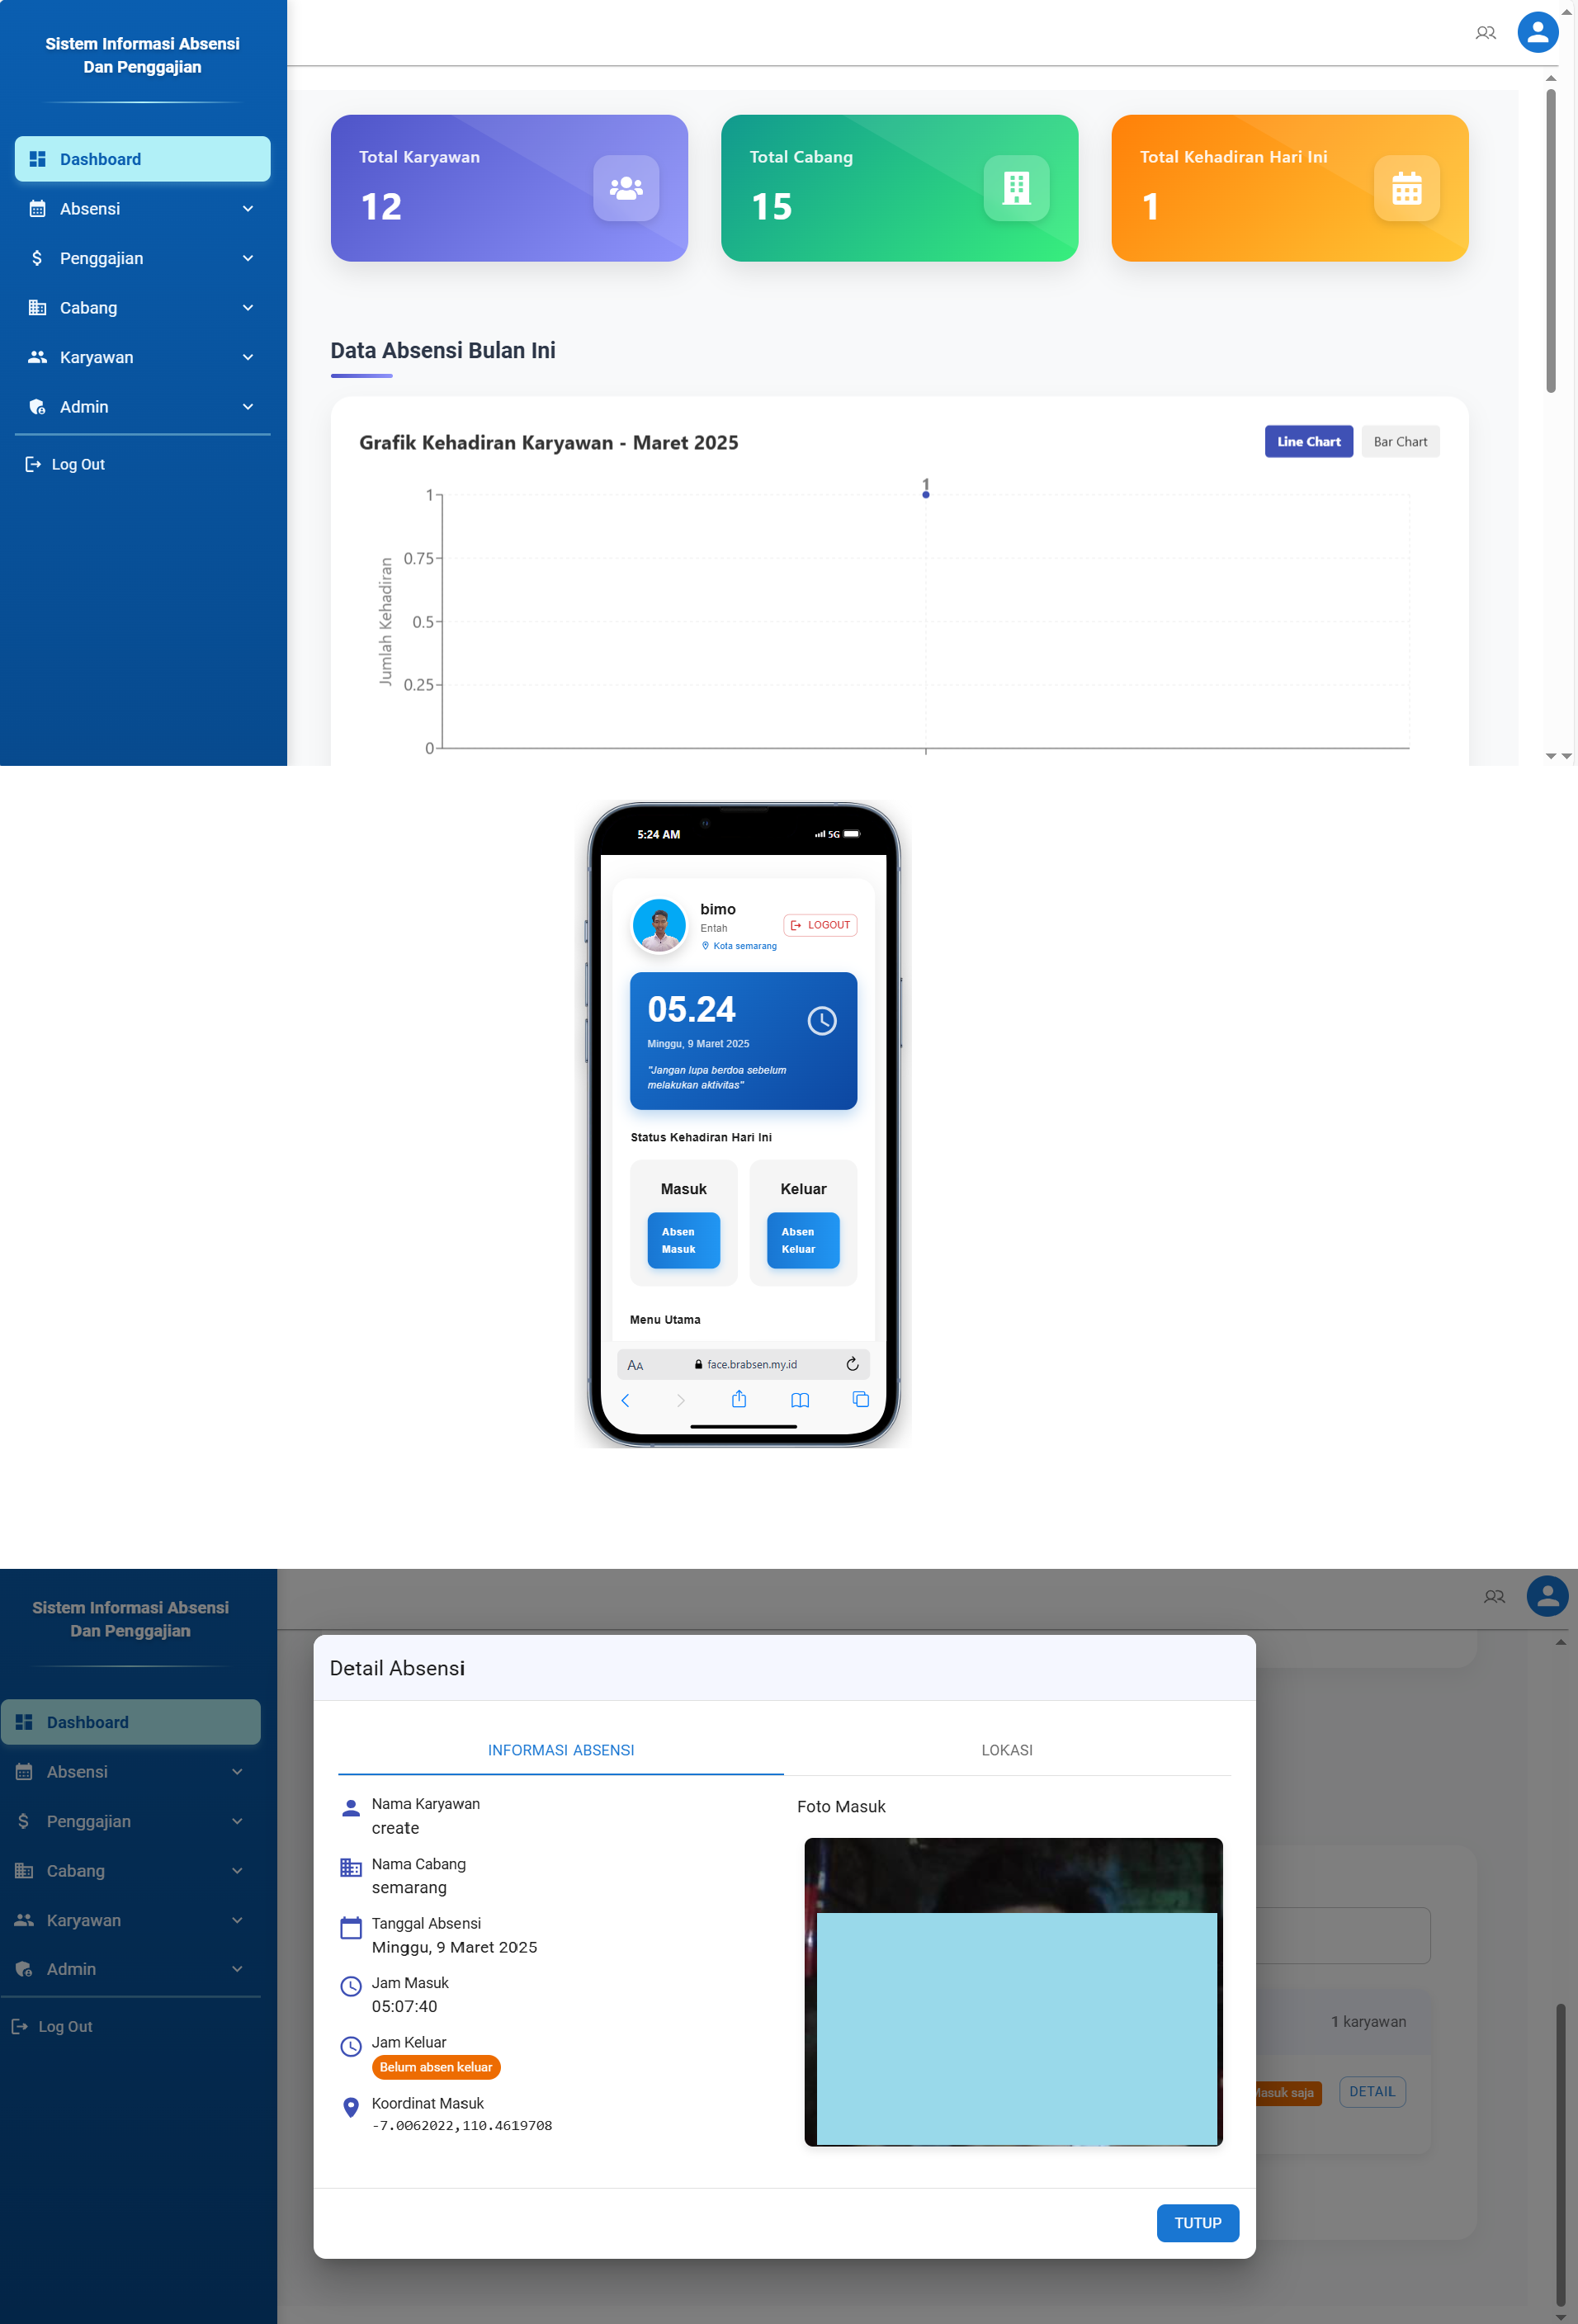 Sistem Informasi Absensi
Dan Penggajian
Dashboard
Absensi
Penggajian
Cabang
Karyawan
Admin
Log Out
Total Karyawan
12
Total Cabang
15
Total Kehadiran Hari Ini
1
Data Absensi Bulan Ini
Grafik Kehadiran Karyawan - Maret 2025
Line Chart
Bar Chart
Jumlah Kehadiran
1
0.75
0.5
0.25
0
1
5:24 AM
5G
bimo
Entah
Kota semarang
LOGOUT
05.24
Minggu, 9 Maret 2025
"Jangan lupa berdoa sebelum
melakukan aktivitas"
Status Kehadiran Hari Ini
Masuk
Absen
Masuk
Keluar
Absen
Keluar
Menu Utama
AA
face.brabsen.my.id
Sistem Informasi Absensi
Dan Penggajian
Dashboard
Absensi
Penggajian
Cabang
Karyawan
Admin
Log Out
Detail Absensi
INFORMASI ABSENSI
LOKASI
Nama Karyawan
create
Nama Cabang
semarang
Tanggal Absensi
Minggu, 9 Maret 2025
Jam Masuk
05:07:40
Jam Keluar
Belum absen keluar
Koordinat Masuk
-7.0062022,110.4619708
Foto Masuk
1 karyawan
Masuk saja
DETAIL
TUTUP